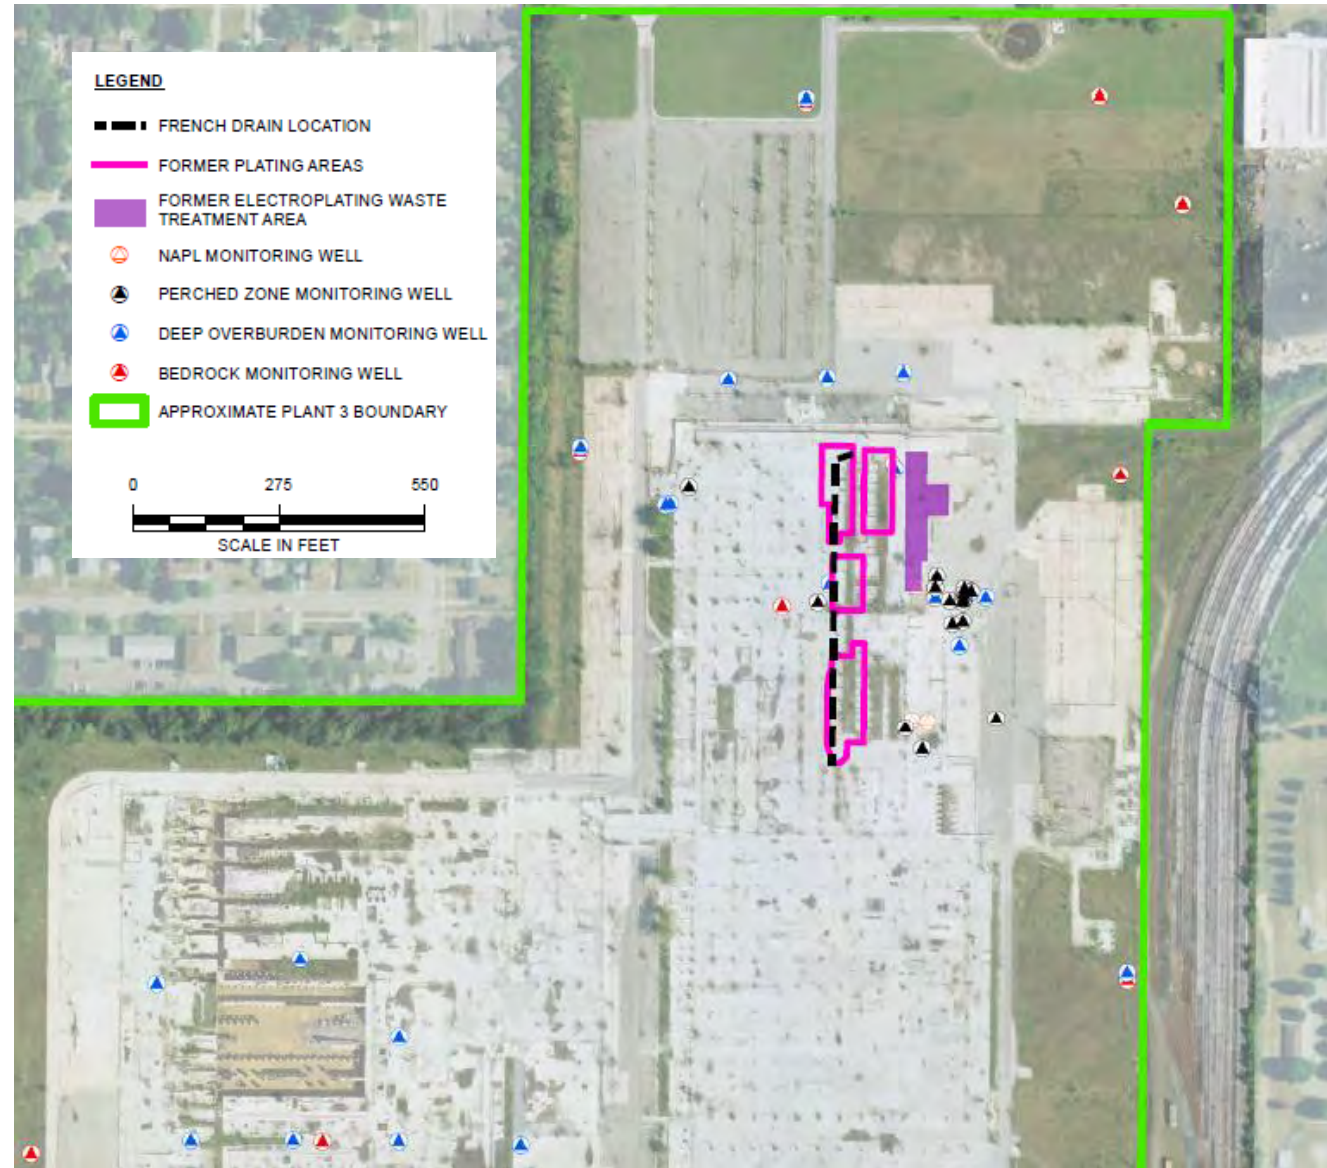 LEGEND
FRENCH DRAIN LOCATION
FORMER PLATING AREAS
FORMER ELECTROPLATING WASTE
TREATMENT AREA
NAPL MONITORING WELL
PERCHED ZONE MONITORING WELL
DEEP OVERBURDEN MONITORING WELL
BEDROCK MONITORING WELL
APPROXIMATE PLANT 3 BOUNDARY
0 275 550
SCALE IN FEET